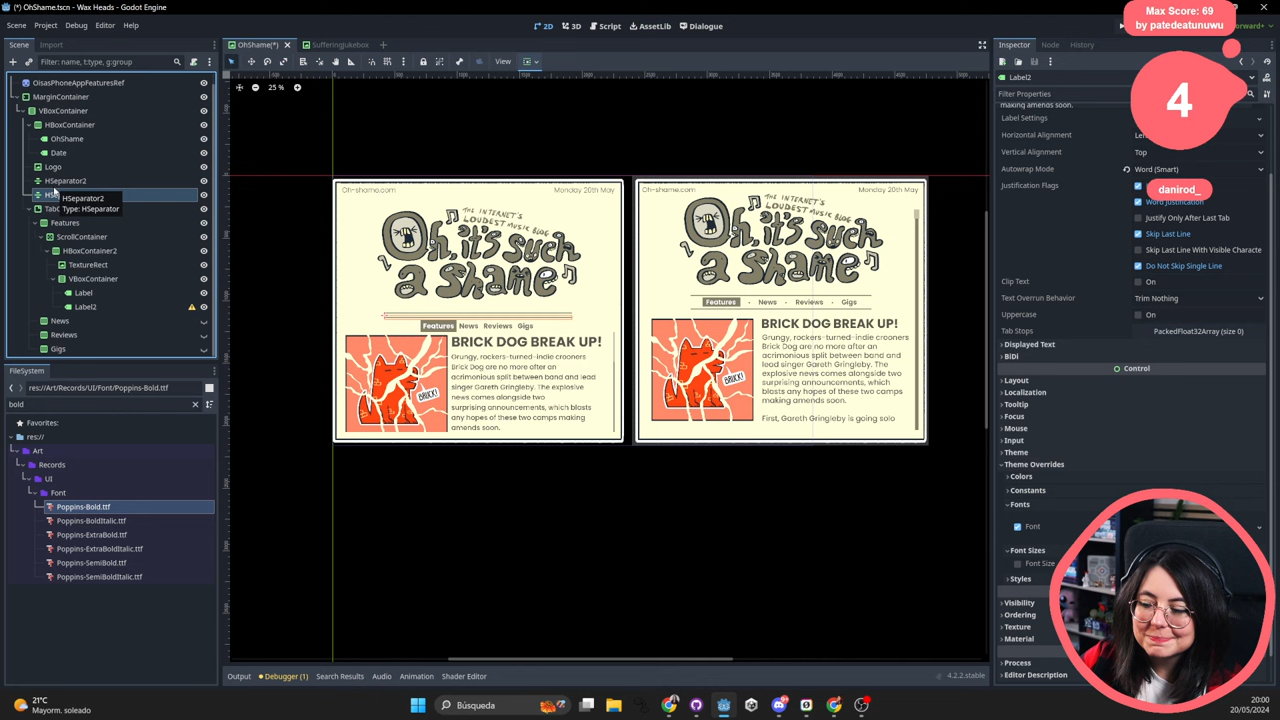 (*) OhShame.tscn - Wax Heads - Godot Engine
Scene Project Debug Editor Help
2D 3D Script AssetLib Dialogue
Forward+
Max Score: 69
by patedeatunuwu
4
danirod_
Scene Import
Filter: name, t:type, g:group
OisasPhoneAppFeaturesRef
MarginContainer
VBoxContainer
HBoxContainer
OhShame
Date
Logo
HSeparator2
HSeparator2
Type: HSeparator
Features
ScrollContainer
HBoxContainer2
TextureRect
VBoxContainer
Label
Label2
News
Reviews
Gigs
FileSystem
res://Art/Records/UI/Font/Poppins-Bold.ttf
bold
Favorites:
res://
Art
Records
UI
Font
Poppins-Bold.ttf
Poppins-BoldItalic.ttf
Poppins-ExtraBold.ttf
Poppins-ExtraBoldItalic.ttf
Poppins-SemiBold.ttf
Poppins-SemiBoldItalic.ttf
OhShame(*) SufferingJukebox
View
25 %
Oh-shame.com Monday 20th May
THE INTERNET'S LOUDEST MUSIC BLOG
Oh, it's such
a shame
Features News Reviews Gigs
BRICK DOG BREAK UP!
Grungy, rockers-turned-indie crooners
Brick Dog are no more after an
acrimonious split between band and lead
singer Gareth Gringleby. The explosive
news comes alongside two
surprising announcements, which blasts
any hopes of these two camps making
amends soon.
BRICK!
Oh-shame.com Monday 20th May
THE INTERNET'S LOUDEST MUSIC BLOG
Oh, it's such
a shame
Features · News · Reviews · Gigs
BRICK DOG BREAK UP!
Grungy, rockers-turned-indie crooners
Brick Dog are no more after an
acrimonious split between band and
lead singer Gareth Gringleby. The
explosive news comes alongside two
surprising announcements, which
blasts any hopes of these two camps
making amends soon.
First, Gareth Gringleby is going solo
BRICK!
Output Debugger (1) Search Results Audio Animation Shader Editor
4.2.2.stable
Inspector Node History
Label2
Filter Properties
making amends soon.
Label Settings
Horizontal Alignment
Vertical Alignment Top
Autowrap Mode Word (Smart)
Justification Flags
Word Justification
Justify Only After Last Tab
Skip Last Line
Skip Last Line With Visible Characte
Do Not Skip Single Line
Clip Text On
Text Overrun Behavior Trim Nothing
Uppercase On
Tab Stops PackedFloat32Array (size 0)
Displayed Text
BiDi
Control
Layout
Localization
Tooltip
Focus
Mouse
Input
Theme
Theme Overrides
Colors
Constants
Fonts
Font
Font Sizes
Font Size
Styles
Visibility
Ordering
Texture
Material
Process
Editor Description
21°C
Mayorm. soleado
Búsqueda
20:00
20/05/2024